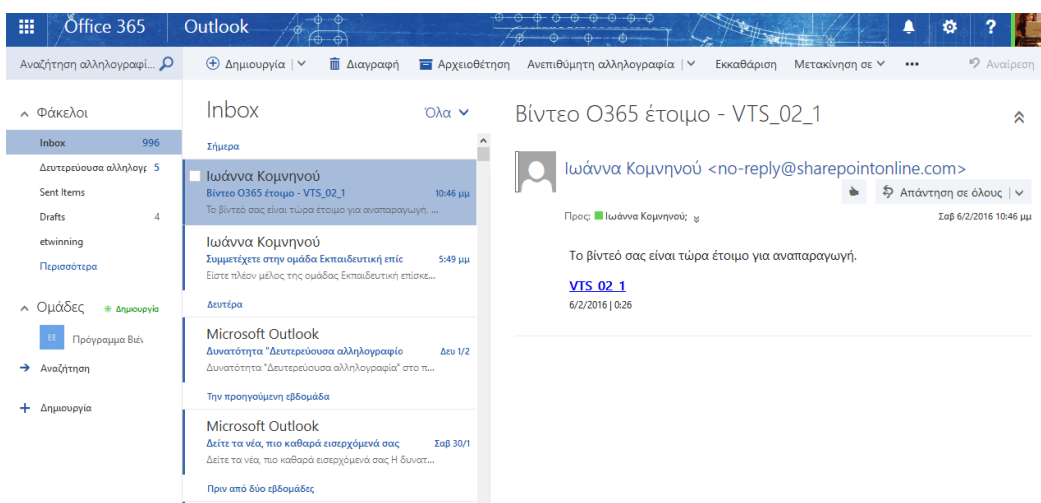 Office 365
Outlook
?
Αναζήτηση αλληλογραφί...
Δημιουργία
Διαγραφή
Αρχειοθέτηση
Ανεπιθύμητη αλληλογραφία
Εκκαθάριση
Μετακίνηση σε
Αναίρεση
Φάκελοι
Inbox 996
Δευτερεύουσα αλληλογρ 5
Sent Items
Drafts 4
etwinning
Περισσότερα
Ομάδες
Δημιουργία
ΕΕ
Πρόγραμμα Βιέν
Αναζήτηση
Δημιουργία
Inbox
Όλα
Σήμερα
Ιωάννα Κομνηνού
Βίντεο O365 έτοιμο - VTS_02_1 10:46 μμ
Το βίντεό σας είναι τώρα έτοιμο για αναπαραγωγή. ...
Ιωάννα Κομνηνού
Συμμετέχετε στην ομάδα Εκπαιδευτική επίς 5:49 μμ
Είστε πλέον μέλος της ομάδας Εκπαιδευτική επίσκε...
Δευτέρα
Microsoft Outlook
Δυνατότητα "Δευτερεύουσα αλληλογραφίο Δευ 1/2
Δυνατότητα "Δευτερεύουσα αλληλογραφία" στο π...
Την προηγούμενη εβδομάδα
Microsoft Outlook
Δείτε τα νέα, πιο καθαρά εισερχόμενά σας Σαβ 30/1
Δείτε τα νέα, πιο καθαρά εισερχόμενά σας Η δυνατ...
Πριν από δύο εβδομάδες
Βίντεο O365 έτοιμο - VTS_02_1
Ιωάννα Κομνηνού <no-reply@sharepointonline.com>
Απάντηση σε όλους
Προς: Ιωάννα Κομνηνού;
Σαβ 6/2/2016 10:46 μμ
Το βίντεό σας είναι τώρα έτοιμο για αναπαραγωγή.
VTS_02_1
6/2/2016 | 0:26